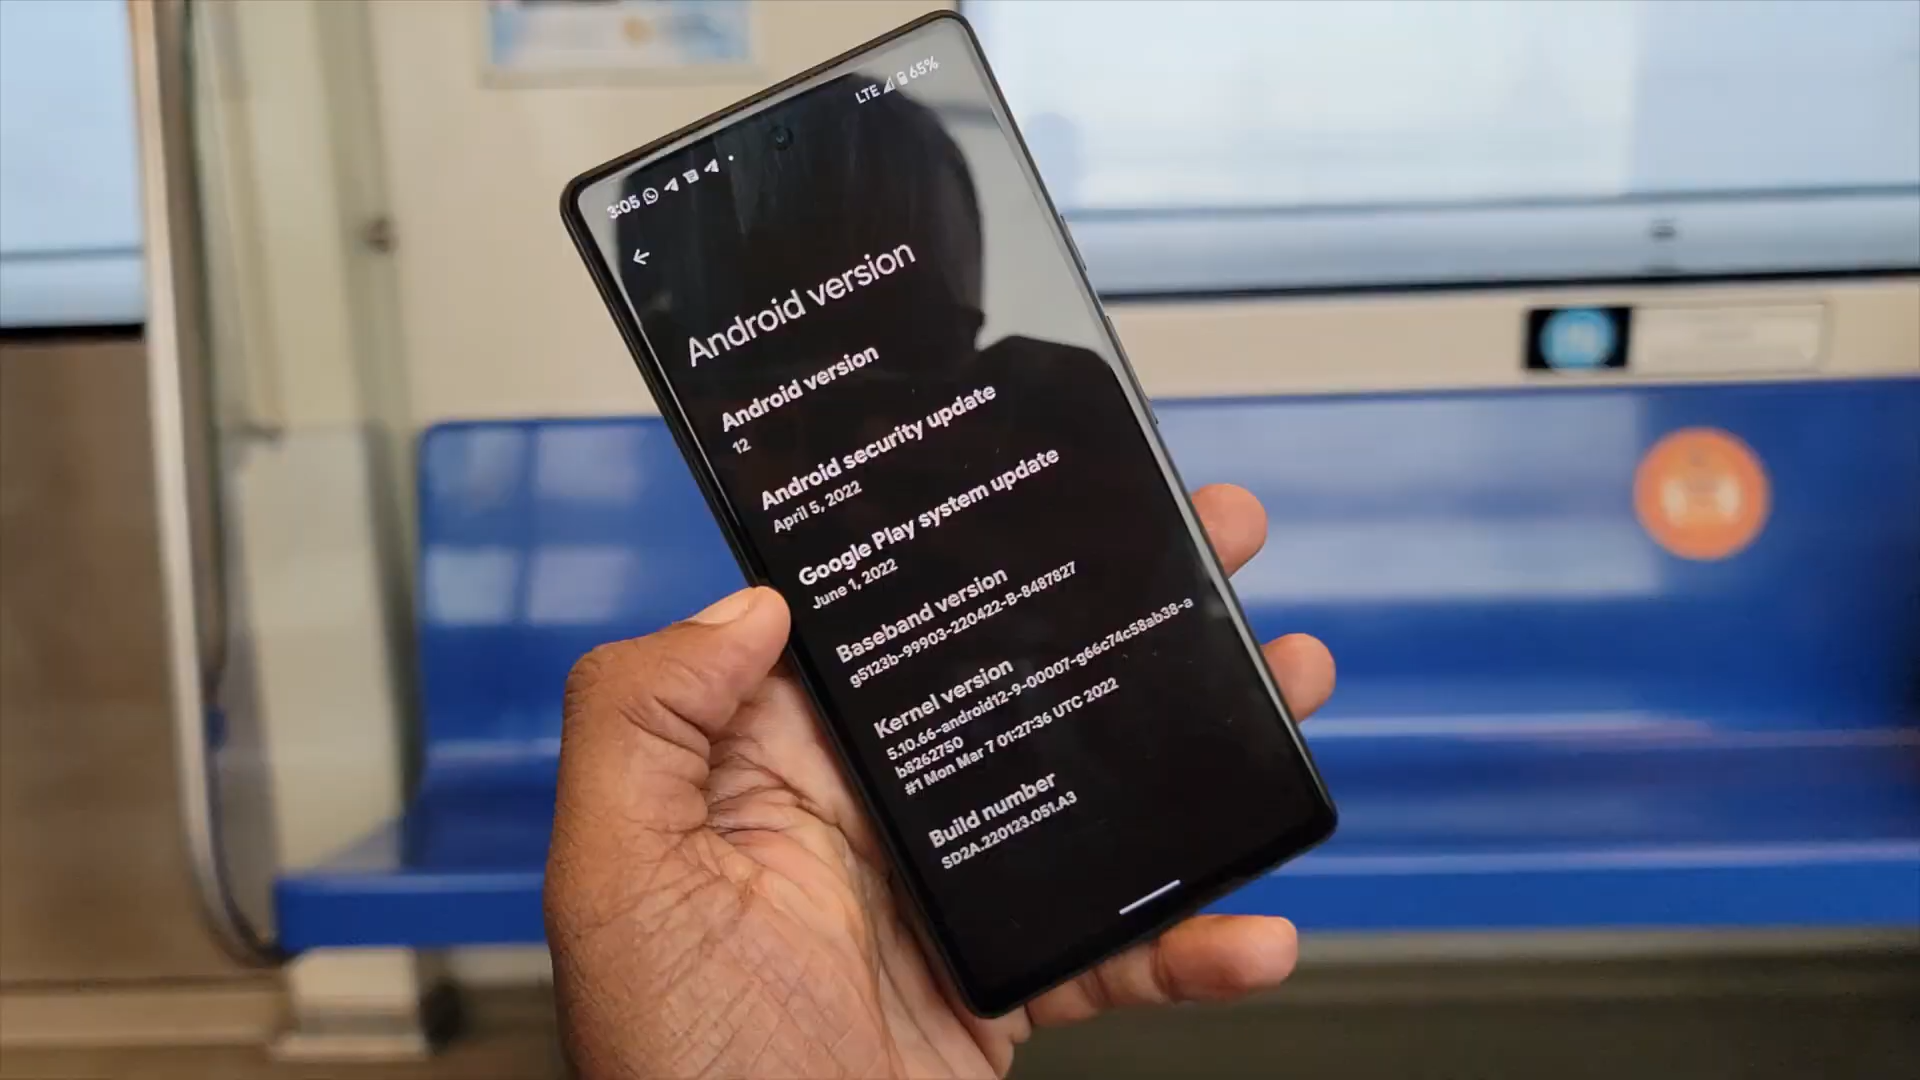 3:05
LTE 65%
Android version
Android version
12
Android security update
April 5, 2022
Google Play system update
June 1, 2022
Baseband version
g5123b-99903-220422-B-8487827
Kernel version
5.10.66-android12-9-00007-g66c74c58ab38-a
b8262750
#1 Mon Mar 7 01:27:36 UTC 2022
Build number
SD2A.220123.051.A3